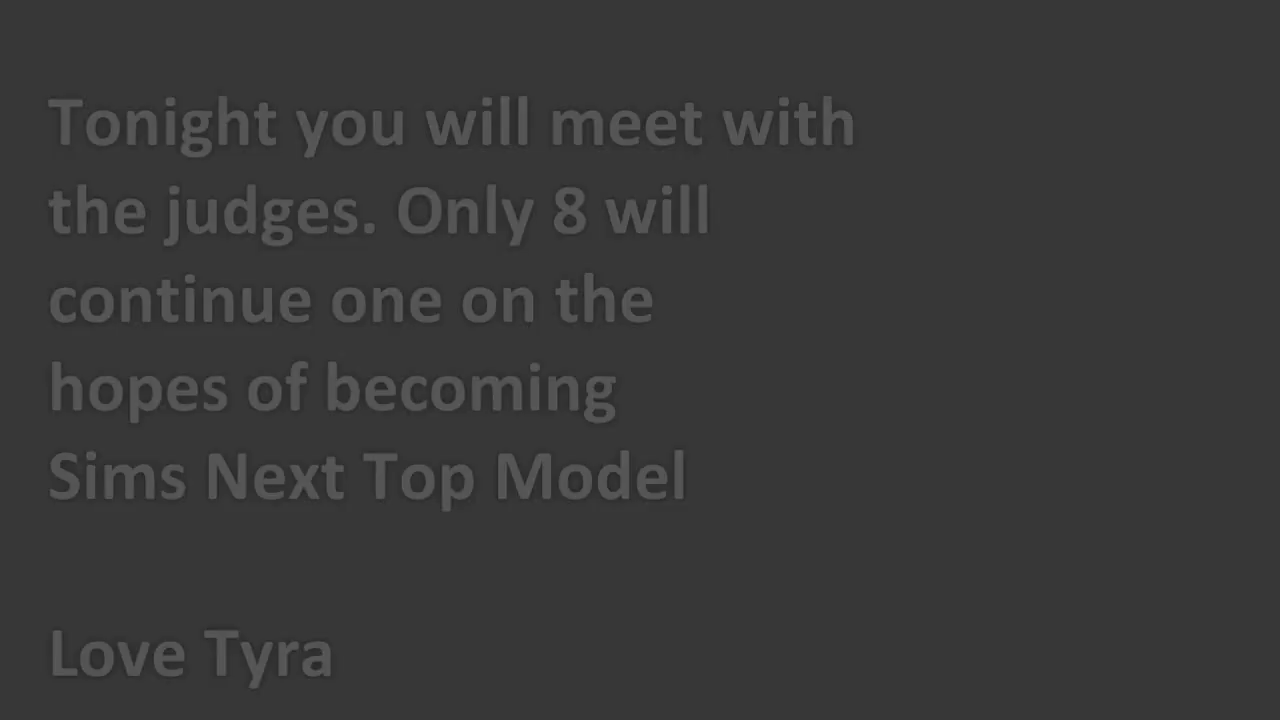 Tonight you will meet with
the judges. Only 8 will
continue one on the
hopes of becoming
Sims Next Top Model
Love Tyra